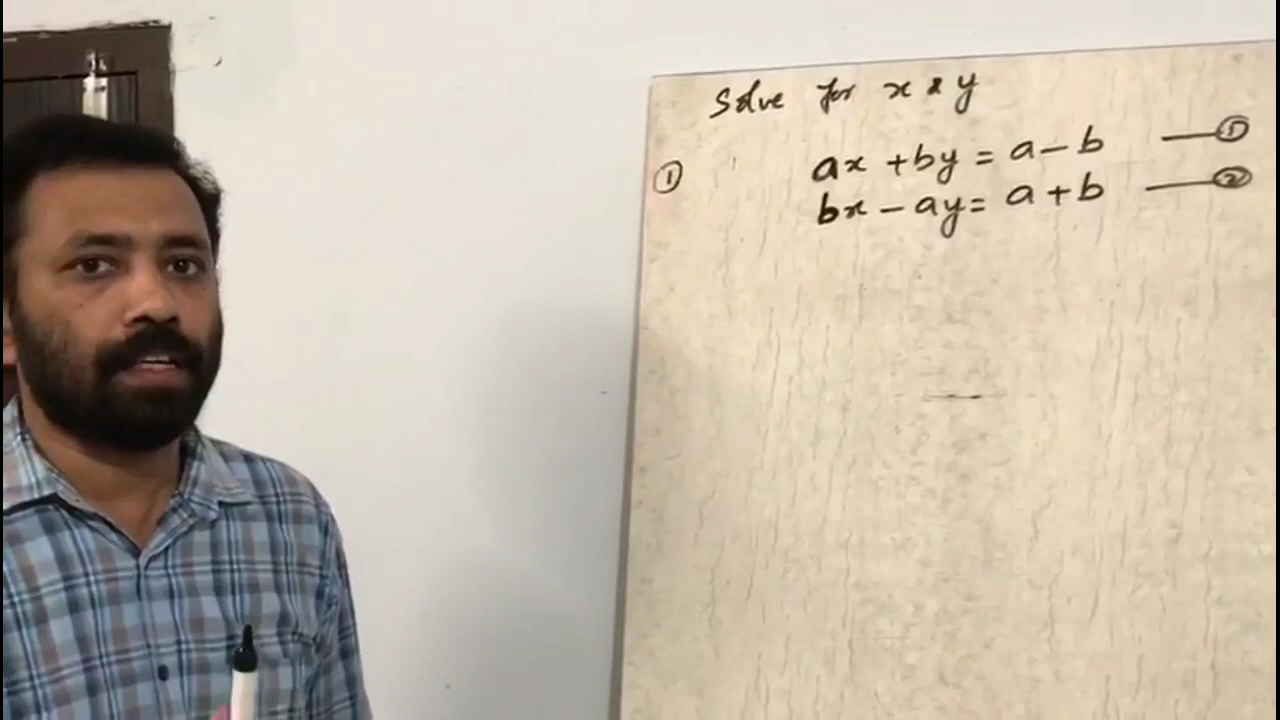 Solve for x & y
① ax + by = a - b —①
bx - ay = a + b —②